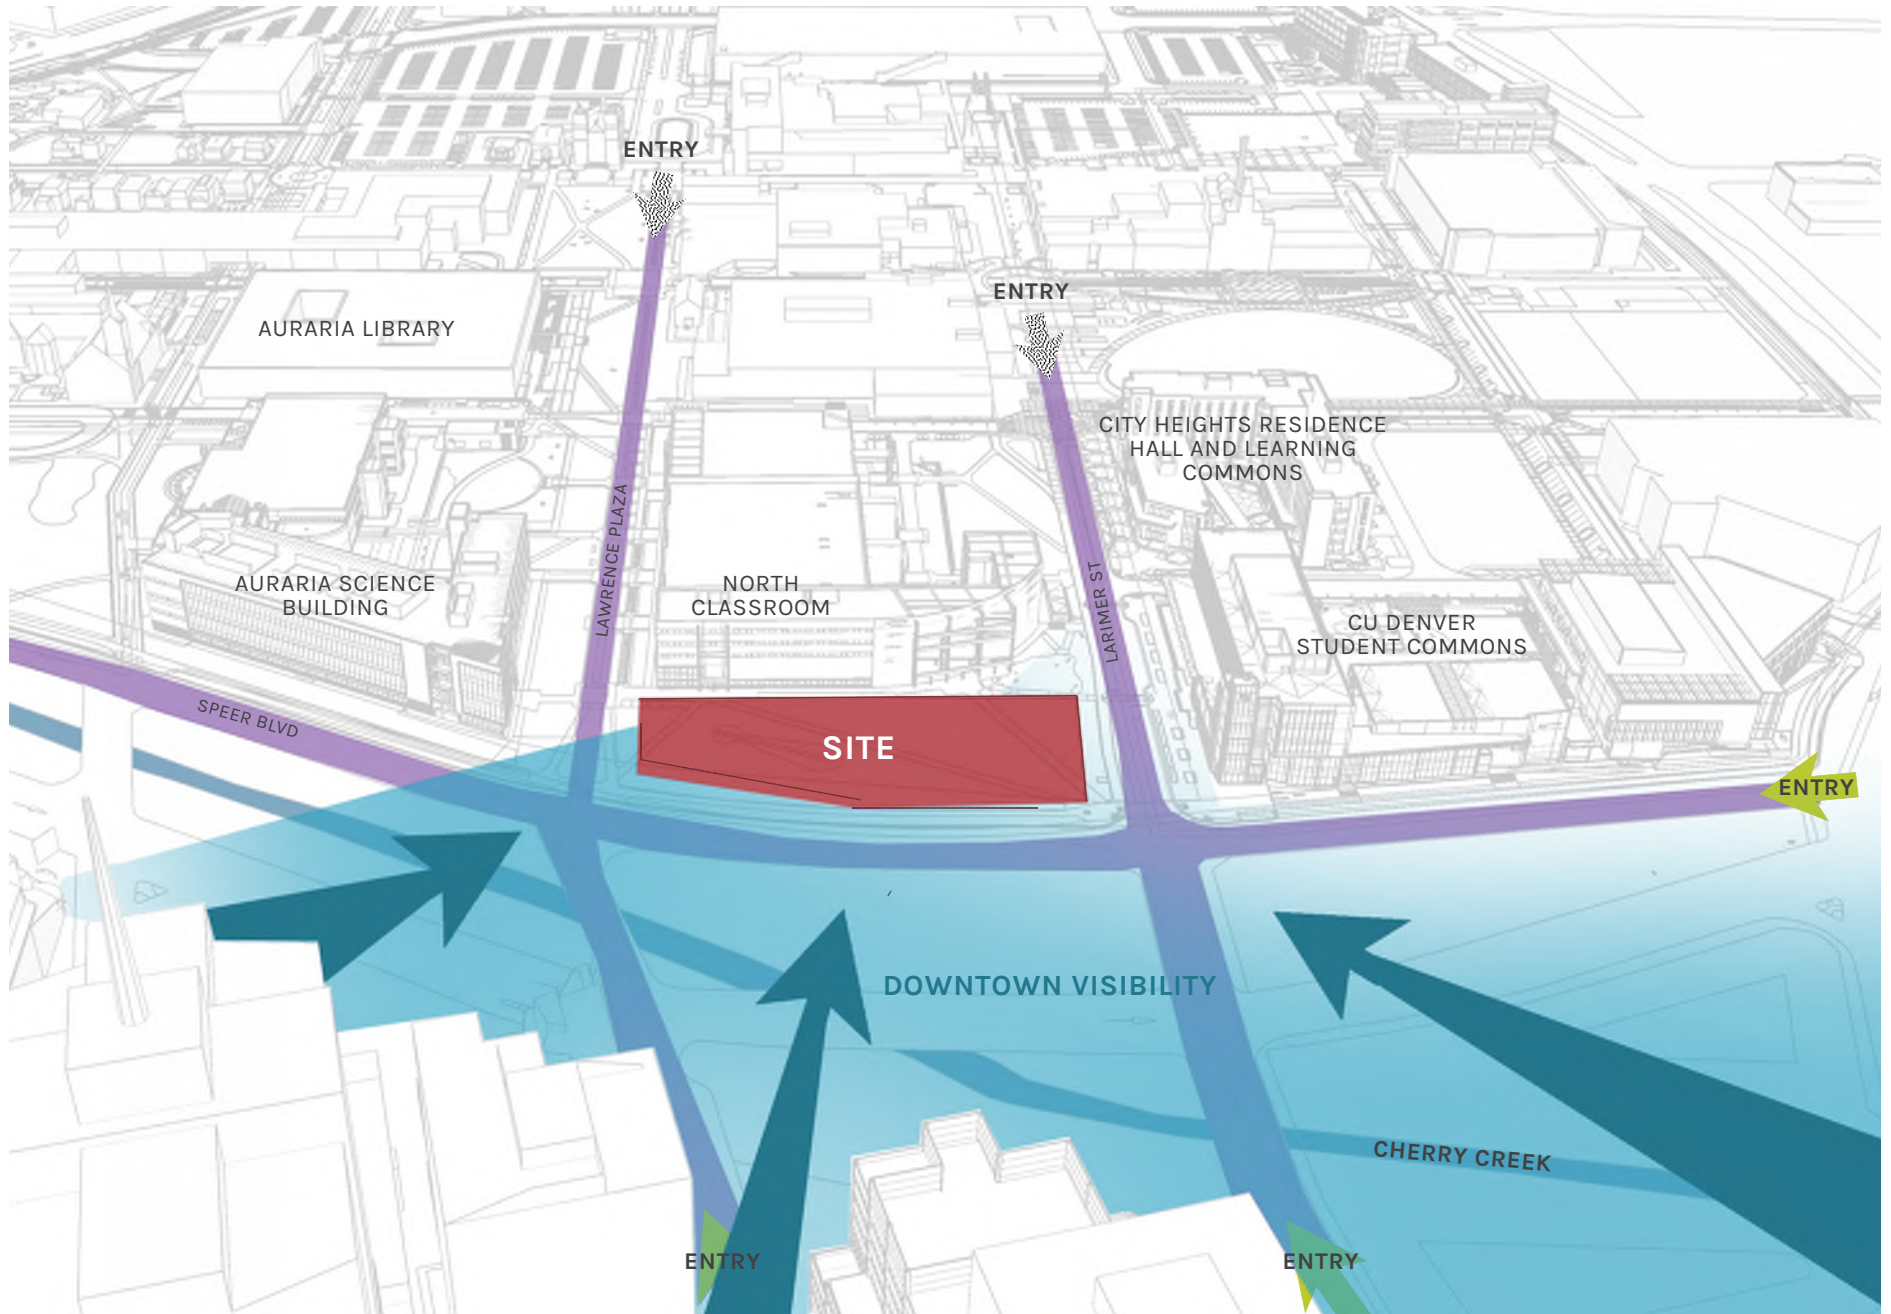 ENTRY
ENTRY
AURARIA LIBRARY
CITY HEIGHTS RESIDENCE
HALL AND LEARNING
COMMONS
LAWRENCE PLAZA
AURARIA SCIENCE
BUILDING
NORTH
CLASSROOM
LARIMER ST
CU DENVER
STUDENT COMMONS
SPEER BLVD
SITE
ENTRY
DOWNTOWN VISIBILITY
CHERRY CREEK
ENTRY
ENTRY